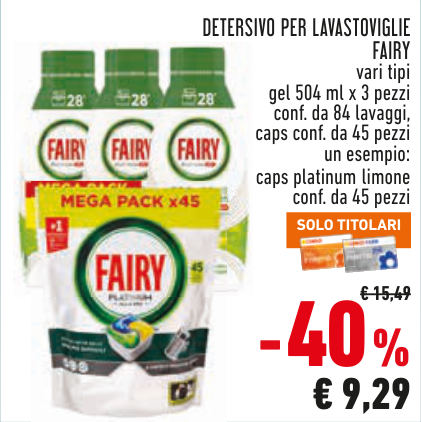 DETERSIVO PER LAVASTOVIGLIE
FAIRY
vari tipi
gel 504 ml x 3 pezzi
conf. da 84 lavaggi,
caps conf. da 45 pezzi
un esempio:
caps platinum limone
conf. da 45 pezzi
SOLO TITOLARI
€ 15,49
-40%
€ 9,29
28 28 28
FAIRY FAIRY FAIRY
MEGA PACK x45
FAIRY
PLATINUM
45